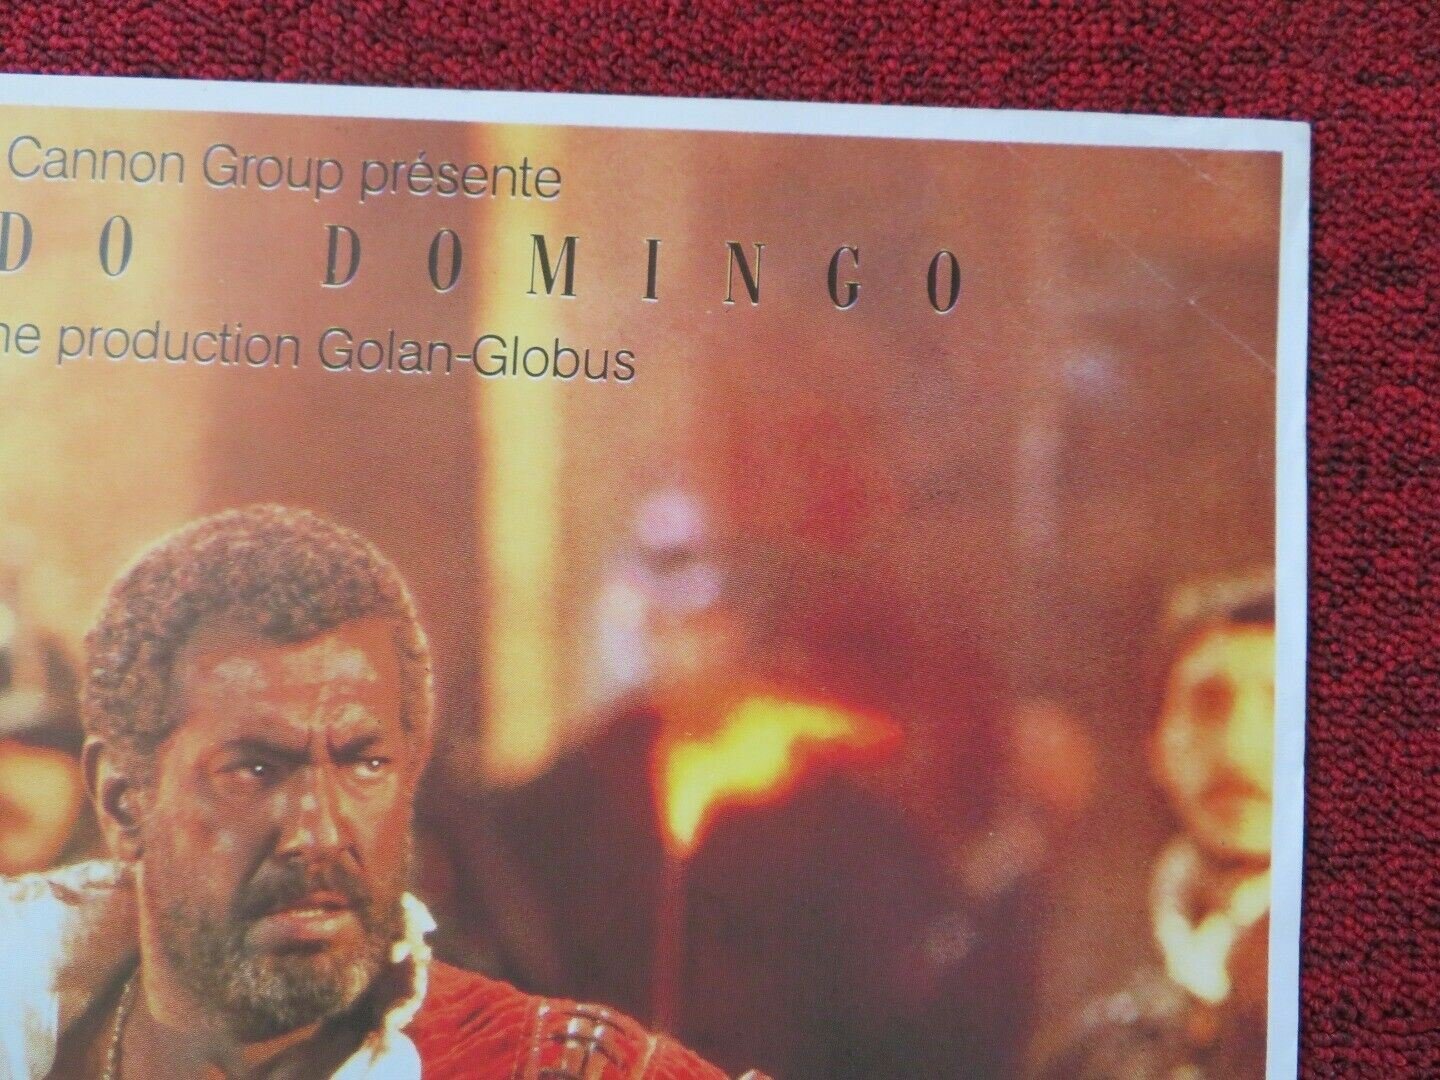 Cannon Group présente
DO DOMINGO
ne production Golan-Globus